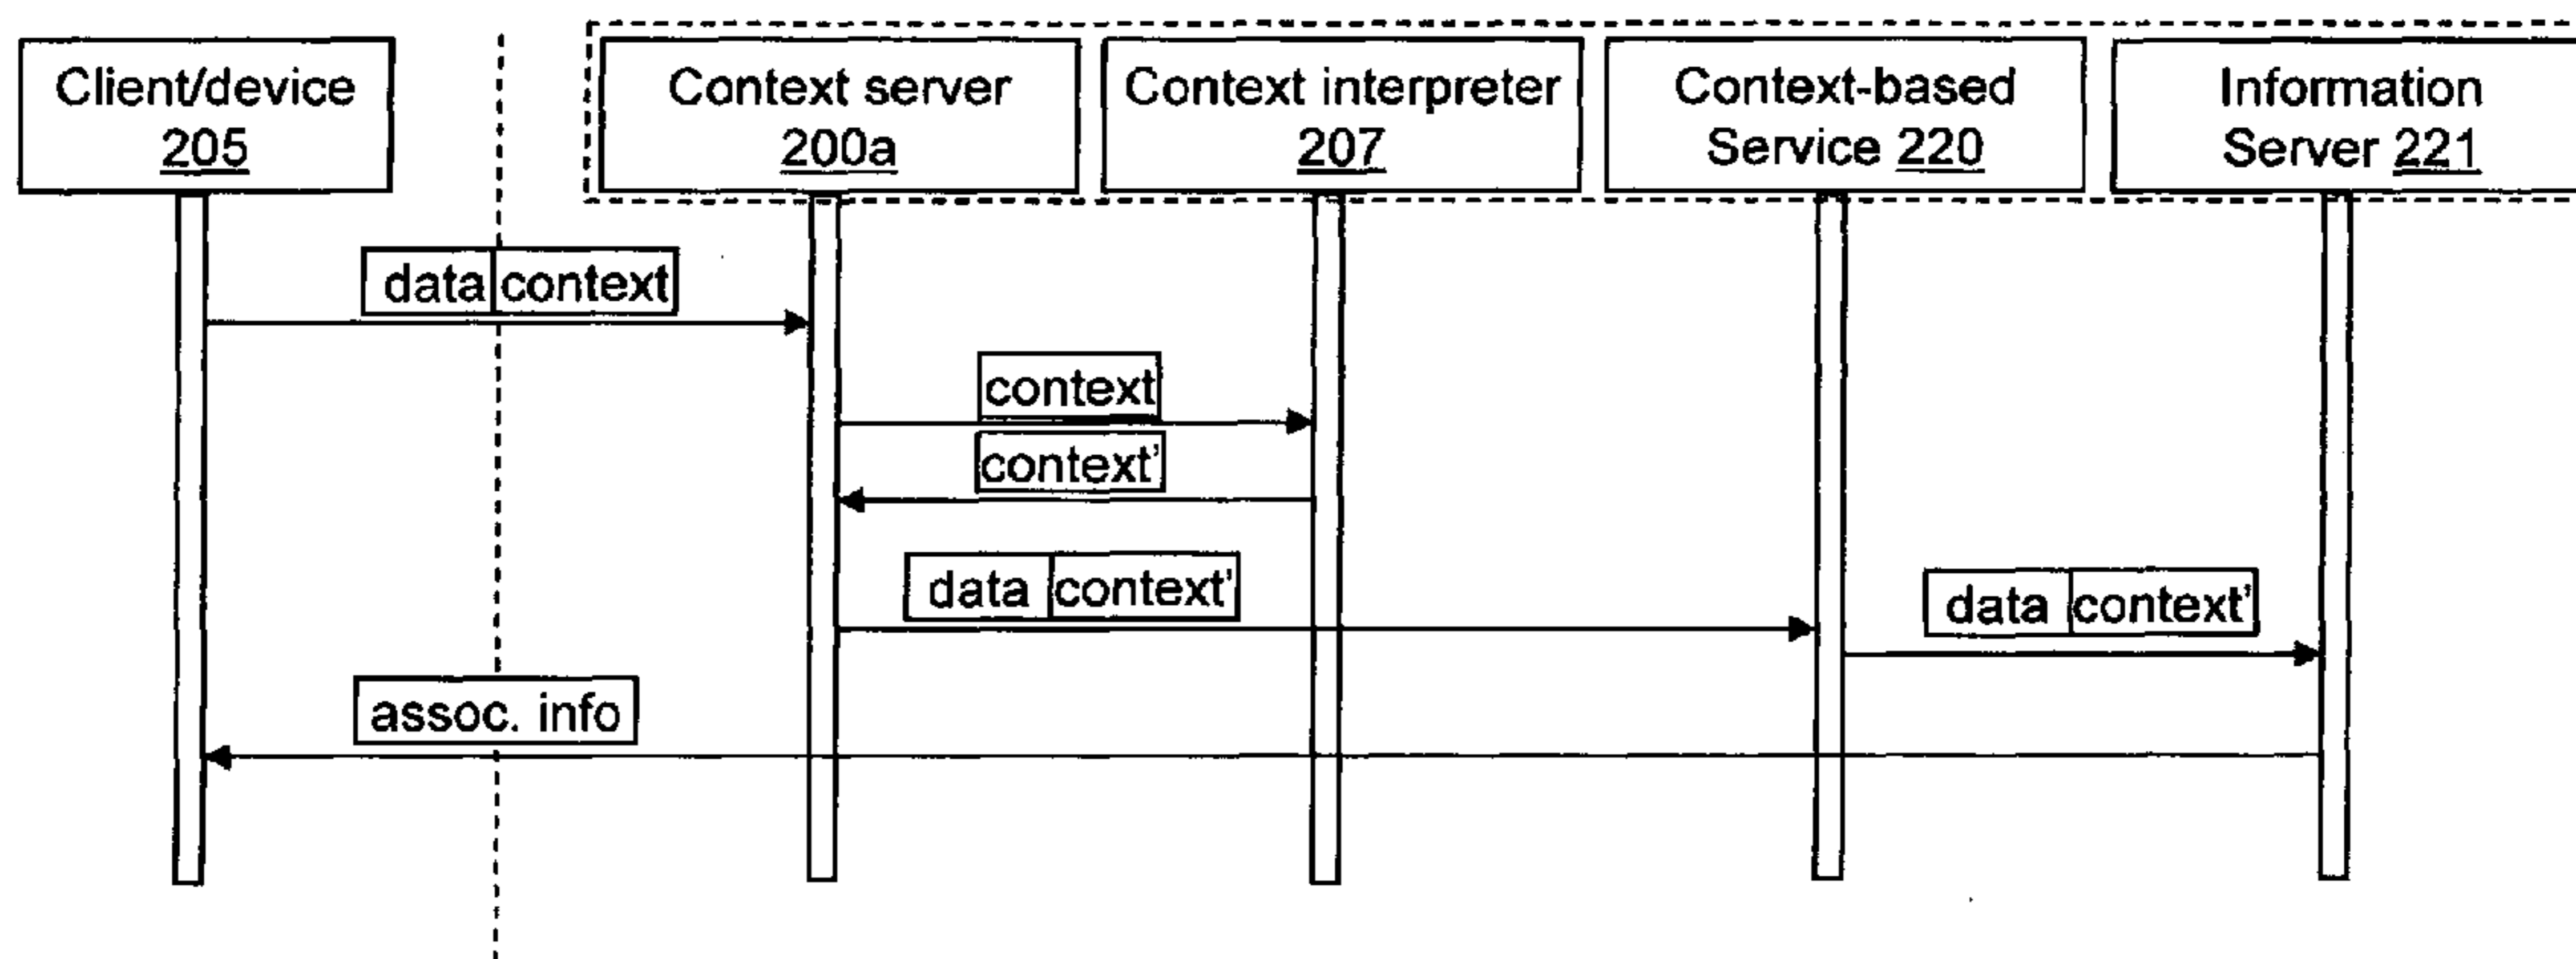 Client/device
205
Context server
200a
Context interpreter
207
Context-based
Service 220
Information
Server 221
data context
context
context'
data context'
data context'
assoc. info